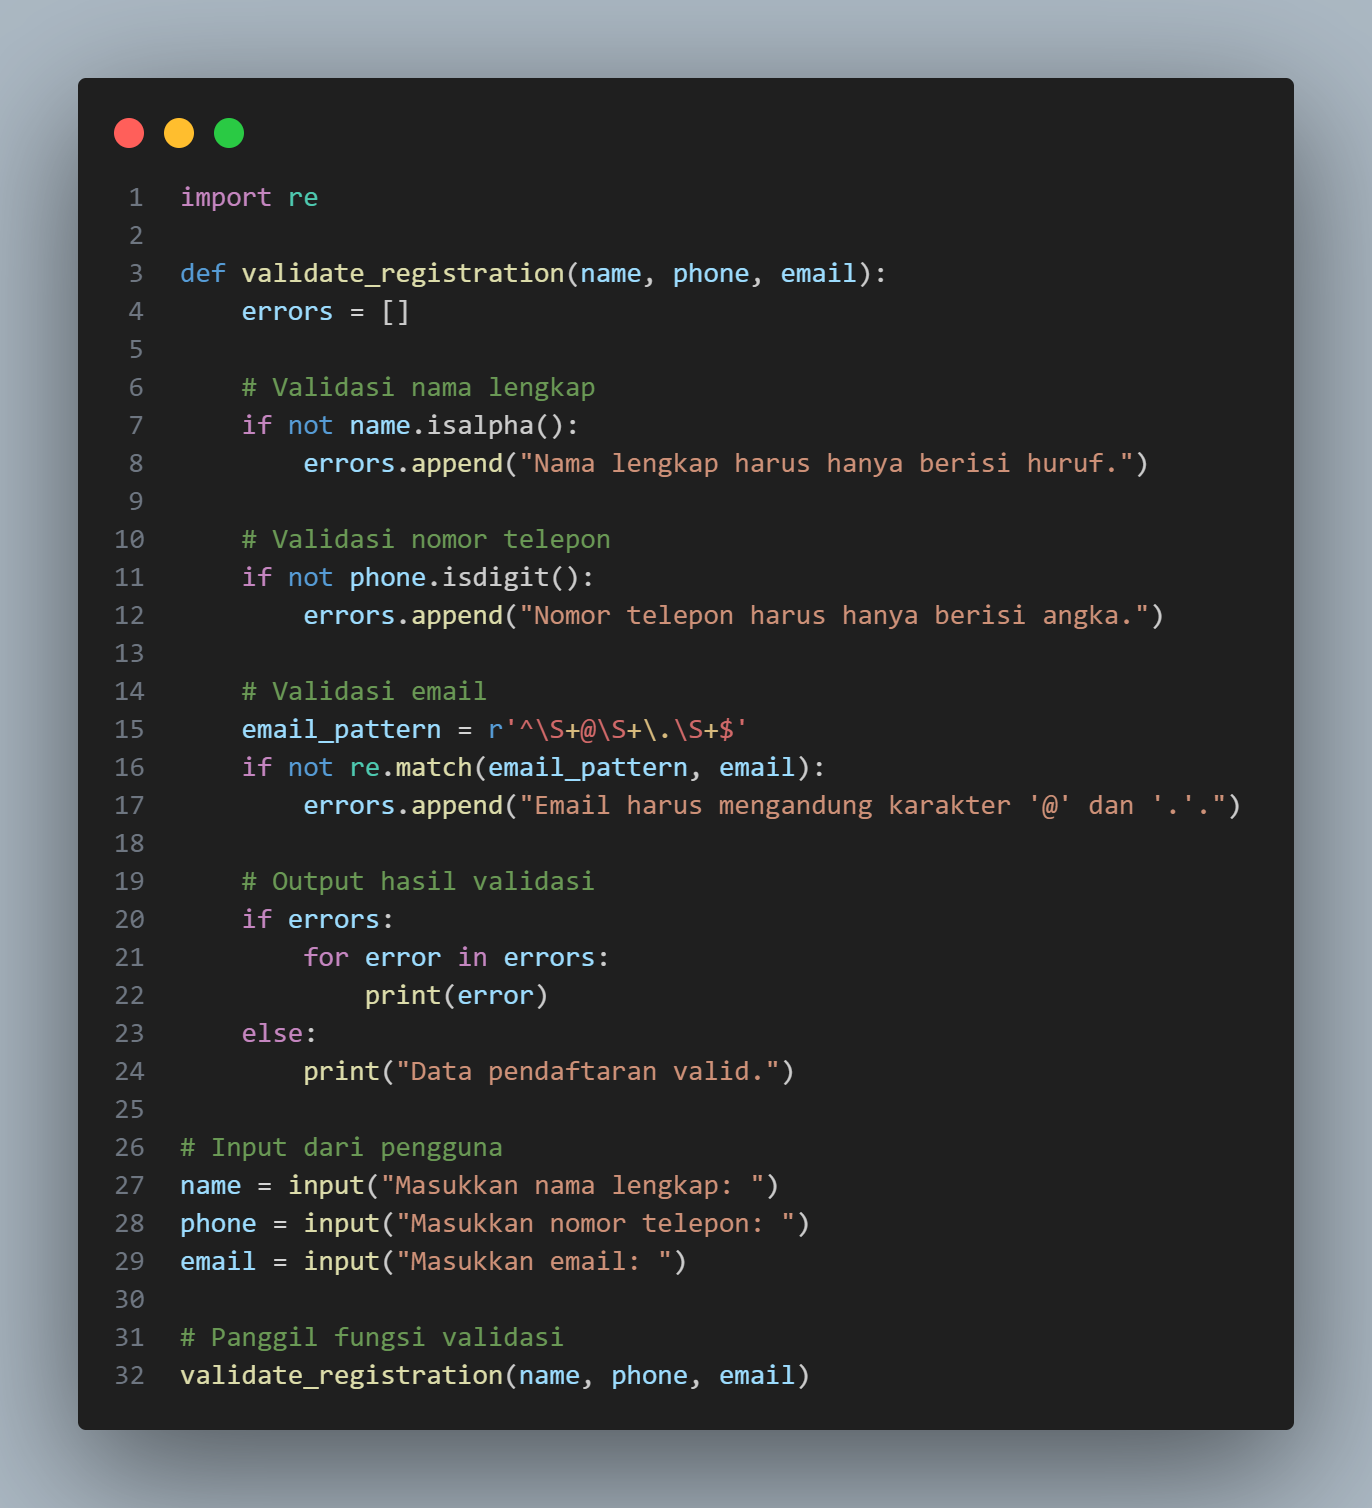 1 import re
2
3 def validate_registration(name, phone, email):
4     errors = []
5
6     # Validasi nama lengkap
7     if not name.isalpha():
8         errors.append("Nama lengkap harus hanya berisi huruf.")
9
10     # Validasi nomor telepon
11     if not phone.isdigit():
12         errors.append("Nomor telepon harus hanya berisi angka.")
13
14     # Validasi email
15     email_pattern = r'^\S+@\S+\.\S+$'
16     if not re.match(email_pattern, email):
17         errors.append("Email harus mengandung karakter '@' dan '.'.")
18
19     # Output hasil validasi
20     if errors:
21         for error in errors:
22             print(error)
23     else:
24         print("Data pendaftaran valid.")
25
26 # Input dari pengguna
27 name = input("Masukkan nama lengkap: ")
28 phone = input("Masukkan nomor telepon: ")
29 email = input("Masukkan email: ")
30
31 # Panggil fungsi validasi
32 validate_registration(name, phone, email)